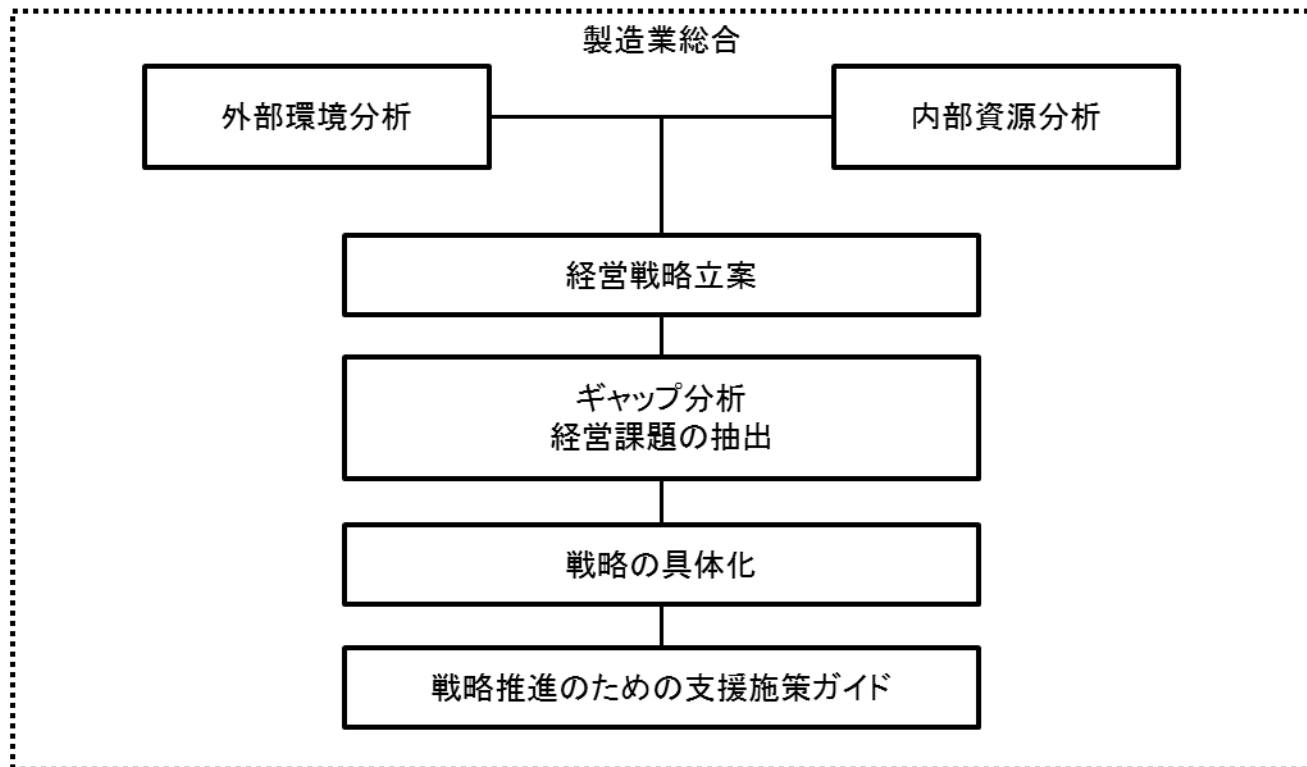 製造業総合
外部環境分析
内部資源分析
経営戦略立案
ギャップ分析
経営課題の抽出
戦略の具体化
戦略推進のための支援施策ガイド